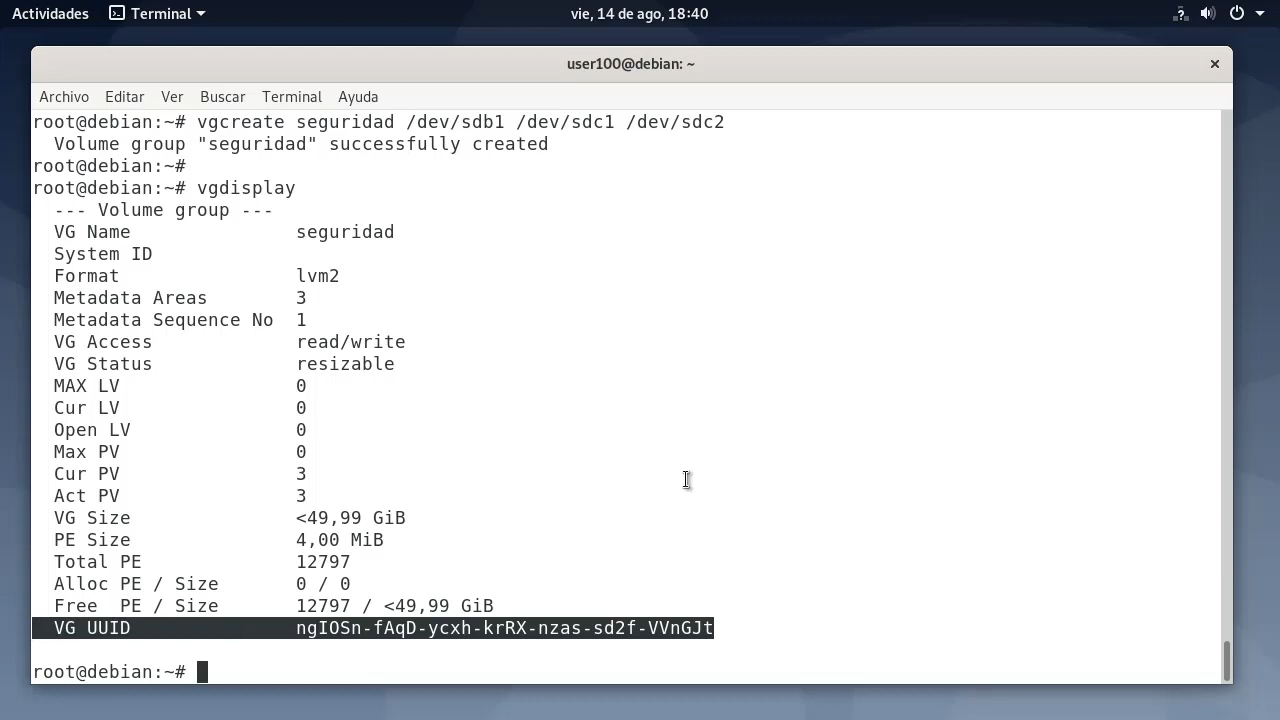 Actividades Terminal vie, 14 de ago, 18:40 ?
user100@debian: ~ ×
Archivo Editar Ver Buscar Terminal Ayuda
root@debian:~# vgcreate seguridad /dev/sdb1 /dev/sdc1 /dev/sdc2
  Volume group "seguridad" successfully created
root@debian:~#
root@debian:~# vgdisplay
  --- Volume group ---
  VG Name               seguridad
  System ID
  Format                lvm2
  Metadata Areas        3
  Metadata Sequence No  1
  VG Access             read/write
  VG Status             resizable
  MAX LV                0
  Cur LV                0
  Open LV               0
  Max PV                0
  Cur PV                3
  Act PV                3
  VG Size               <49,99 GiB
  PE Size               4,00 MiB
  Total PE              12797
  Alloc PE / Size       0 / 0
  Free  PE / Size       12797 / <49,99 GiB
  VG UUID               ngIOSn-fAqD-ycxh-krRX-nzas-sd2f-VVnGJt
root@debian:~#